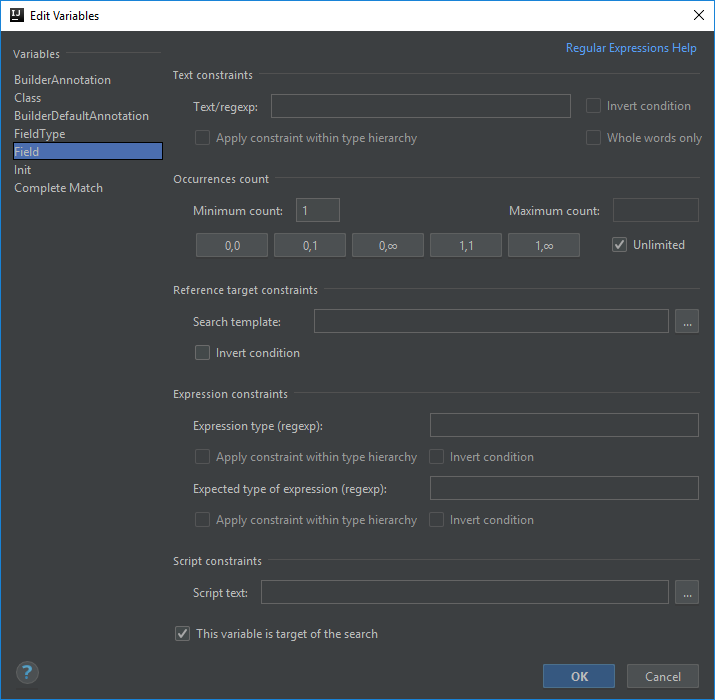 IJ Edit Variables
Variables
BuilderAnnotation
Class
BuilderDefaultAnnotation
FieldType
Field
Init
Complete Match
Regular Expressions Help
Text constraints
Text/regexp: Invert condition
Apply constraint within type hierarchy Whole words only
Occurrences count
Minimum count: 1 Maximum count:
0,0 0,1 0,∞ 1,1 1,∞ Unlimited
Reference target constraints
Search template: ...
Invert condition
Expression constraints
Expression type (regexp):
Apply constraint within type hierarchy Invert condition
Expected type of expression (regexp):
Apply constraint within type hierarchy Invert condition
Script constraints
Script text: ...
This variable is target of the search
? OK Cancel